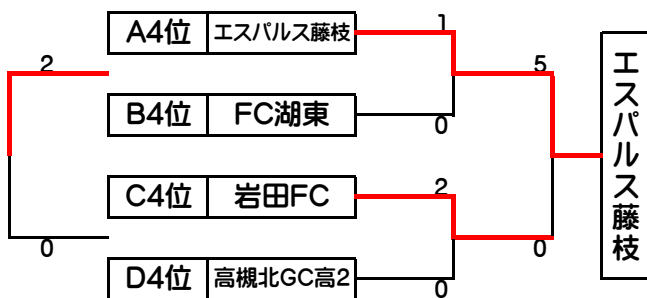 A4位 エスパルス藤枝 1
2 5
B4位 FC湖東 0
C4位 岩田FC 2
0 0
D4位 高槻北GC高2 0
エスパルス藤枝